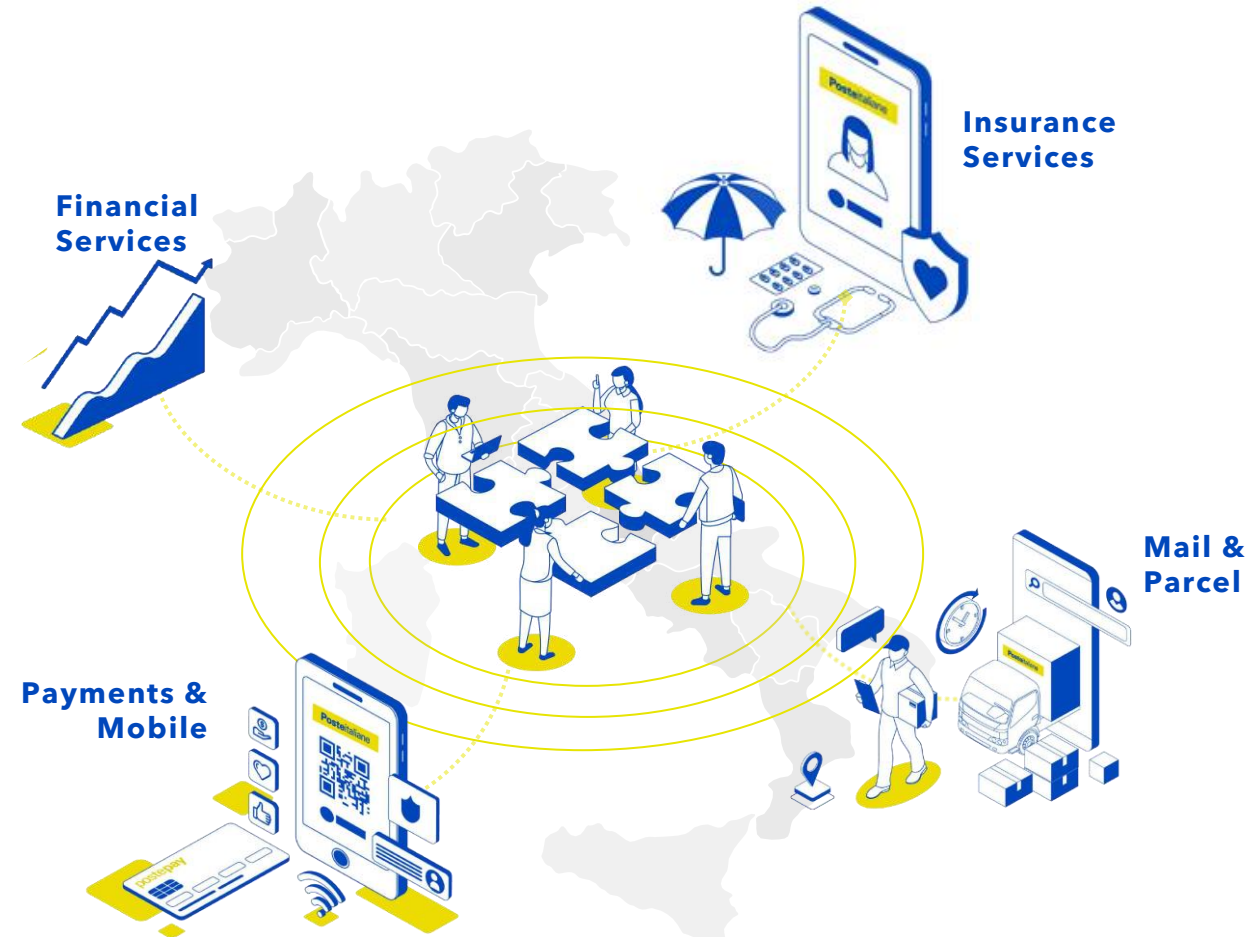 Posteitaliane
Insurance
Services
Financial
Services
Mail &
Parcel
Posteitaliane
Payments &
Mobile
Posteitaliane
postepay